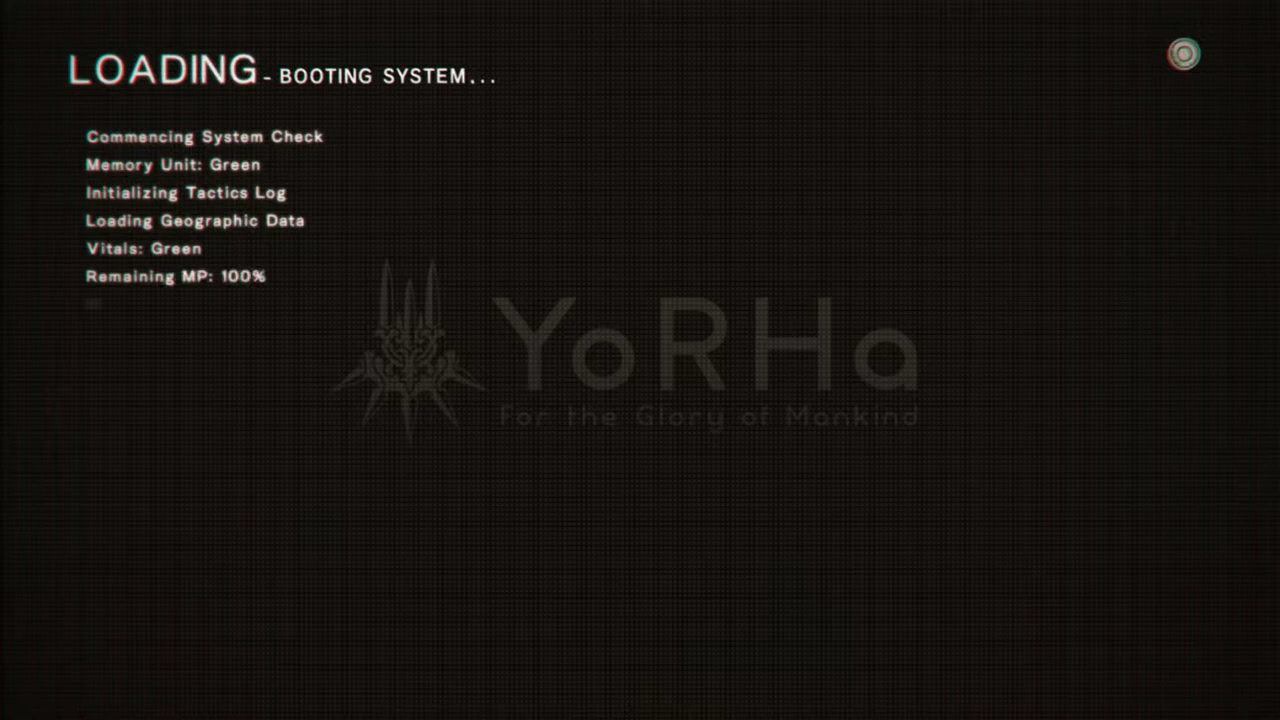 LOADING - BOOTING SYSTEM...
Commencing System Check
Memory Unit: Green
Initializing Tactics Log
Loading Geographic Data
Vitals: Green
Remaining MP: 100%
YoRHa
For the Glory of Mankind